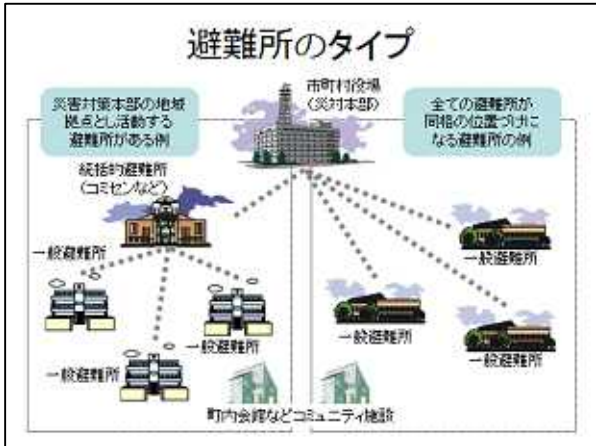 避難所のタイプ
市町村役場
(災対本部)
災害対策本部の地域
拠点とし活動する
避難所がある例
全ての避難所が
同格の位置づけに
なる避難所の例
統括的避難所
(コミセンなど)
一般避難所
一般避難所
一般避難所
一般避難所
一般避難所
一般避難所
町内会館などコミュニティ施設